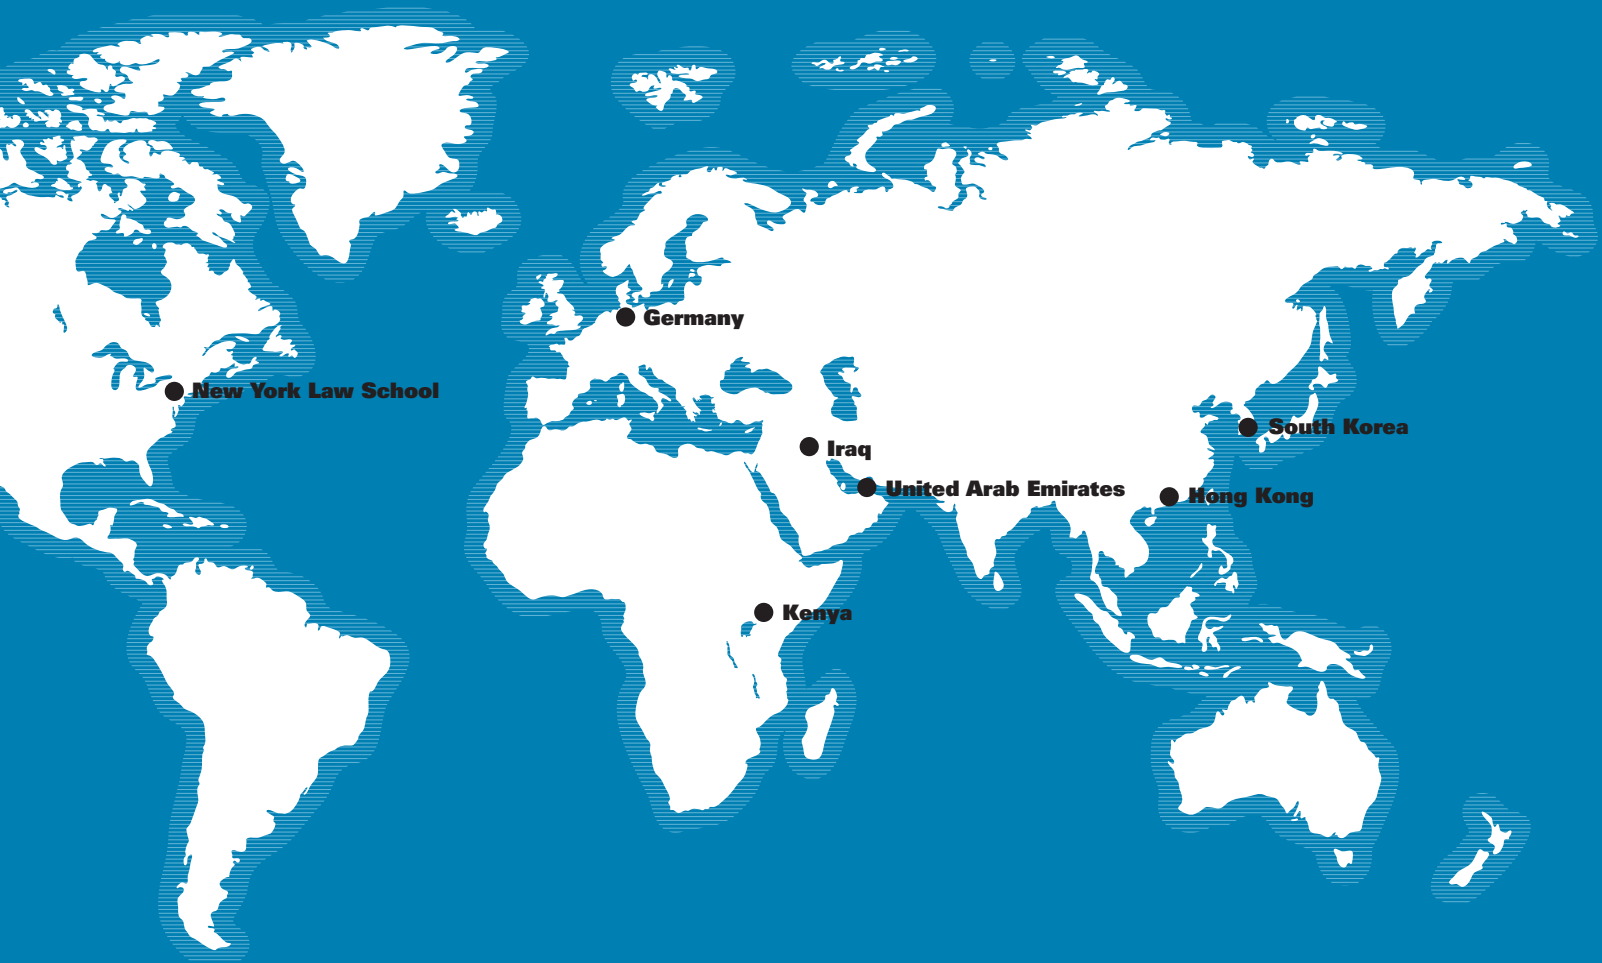 Germany
New York Law School
South Korea
Iraq
United Arab Emirates
Hong Kong
Kenya